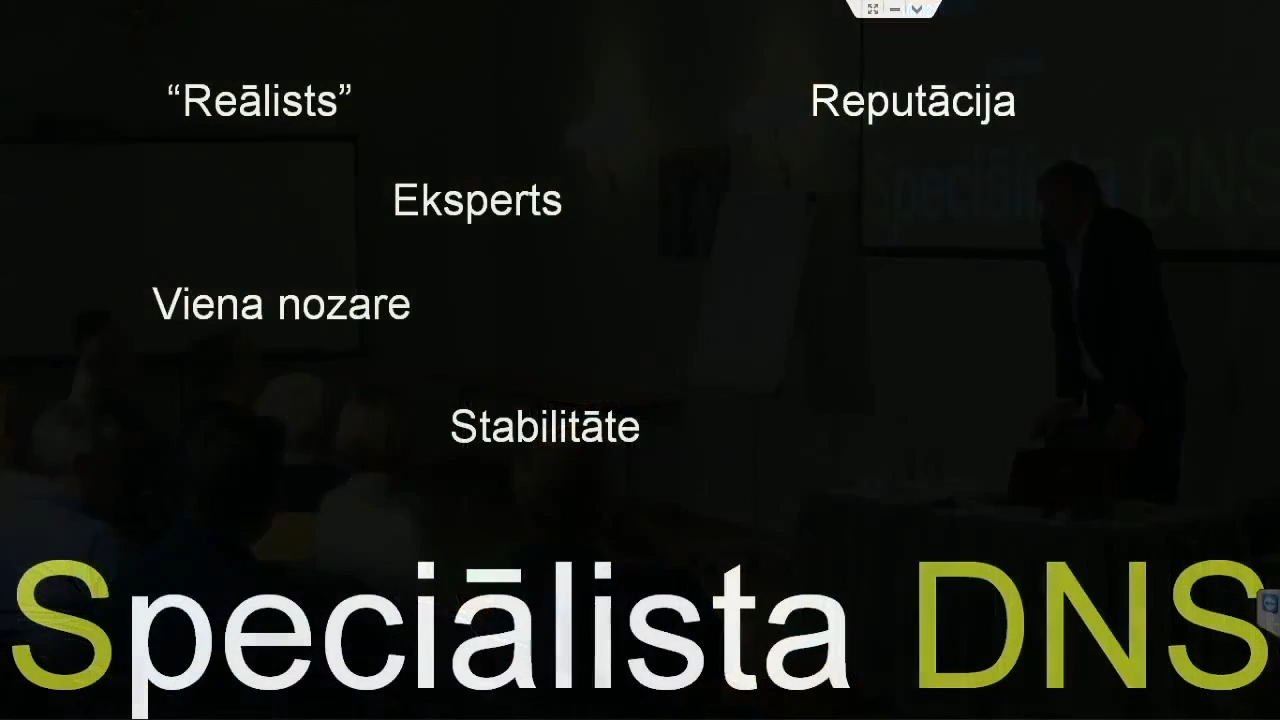 “Reālists”
Reputācija
Eksperts
Viena nozare
Stabilitāte
Speciālista DNS